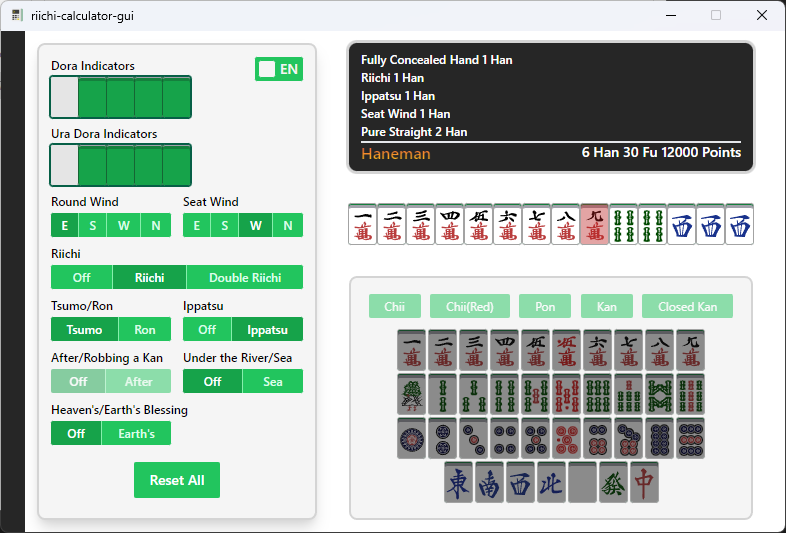 riichi-calculator-gui
Dora Indicators
EN
Ura Dora Indicators
Round Wind
Seat Wind
E S W N
E S W N
Riichi
Off Riichi Double Riichi
Tsumo/Ron
Ippatsu
Tsumo Ron
Off Ippatsu
After/Robbing a Kan
Under the River/Sea
Off After
Off Sea
Heaven's/Earth's Blessing
Off Earth's
Reset All
Fully Concealed Hand 1 Han
Riichi 1 Han
Ippatsu 1 Han
Seat Wind 1 Han
Pure Straight 2 Han
Haneman
6 Han 30 Fu 12000 Points
一萬 二萬 三萬 四萬 伍萬 六萬 七萬 八萬 九萬 西 西 西
Chii Chii(Red) Pon Kan Closed Kan
一萬 二萬 三萬 四萬 伍萬 伍萬 六萬 七萬 八萬 九萬
東 南 西 北 發 中